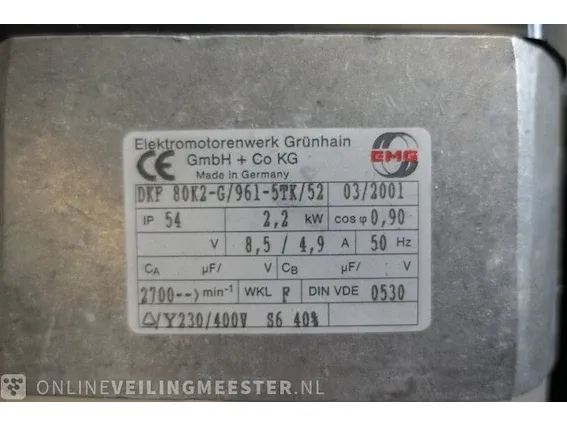 Elektromotorenwerk Grünhain
GmbH + Co KG
CE
Made in Germany
EMG
DKF 80K2-G/961-5TK/52 03/2001
IP 54 2,2 kW cos φ 0,90
V 8,5 / 4,9 A 50 Hz
CA µF/ V CB µF/ V
2700--> min⁻¹ WKL F DIN VDE 0530
△/Y230/400V S6 40%
ONLINEVEILINGMEESTER.NL